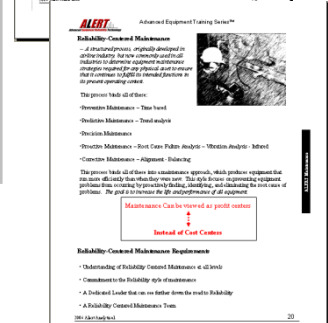 ALERT
Advanced Equipment Training Series™
Reliability-Centered Maintenance
– A structured process, originally developed in
airline industry, but now commonly used in all
industries to determine equipment maintenance
strategies required for any physical asset to ensure
that it continues to fulfill its intended functions in
its present operating context.
This process binds all of these:
•Preventive Maintenance – Time based
•Predictive Maintenance – Trend analysis
•Precision Maintenance
•Proactive Maintenance – Root Cause Failure Analysis – Vibration Analysis - Infrared
•Corrective Maintenance – Alignment - Balancing
This process binds all of these into a maintenance approach, which produces equipment that
run more efficiently than when they were new. This style focuses on preventing equipment
problems from occurring by proactively finding, identifying, and eliminating the root cause of
problems. The goal is to increase the life and performance of all equipment
Maintenance Can be viewed as profit centers
Instead of Cost Centers
ALERT Maintenance
Reliability-Centered Maintenance Requirements
• Understanding of Reliability Centered Maintenance at all levels
• Commitment to the Reliability style of maintenance
• A Dedicated Leader that can see further down the road to Reliability
• A Reliability Centered Maintenance Team
20